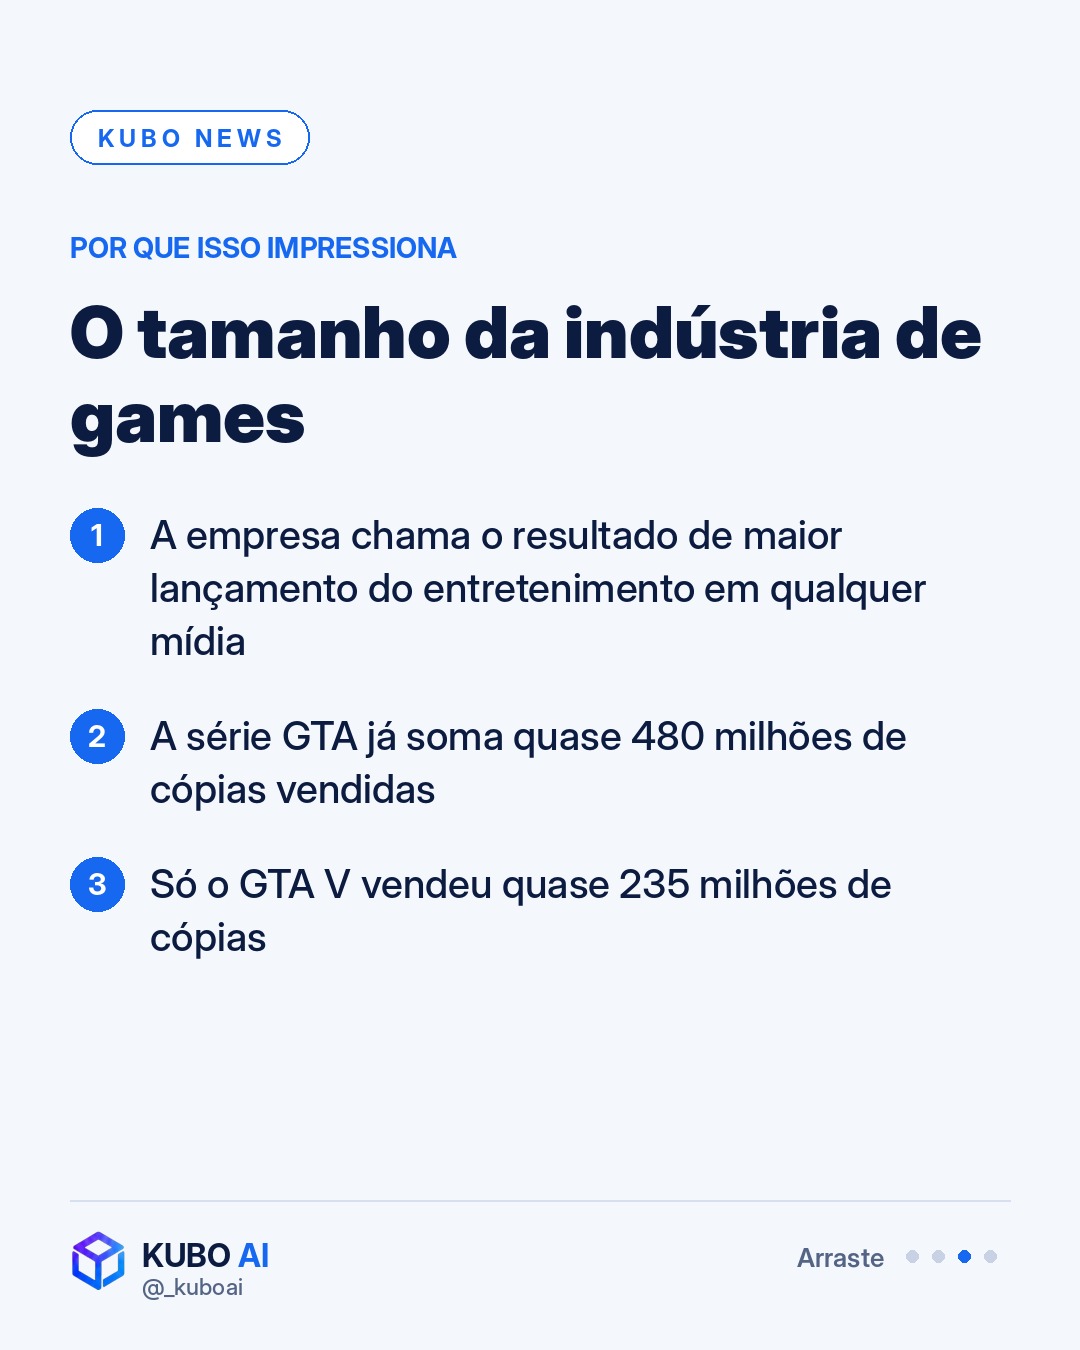 KUBO NEWS
POR QUE ISSO IMPRESSIONA
O tamanho da indústria de
games
1 A empresa chama o resultado de maior
lançamento do entretenimento em qualquer
mídia
2 A série GTA já soma quase 480 milhões de
cópias vendidas
3 Só o GTA V vendeu quase 235 milhões de
cópias
KUBO AI
@_kuboai
Arraste